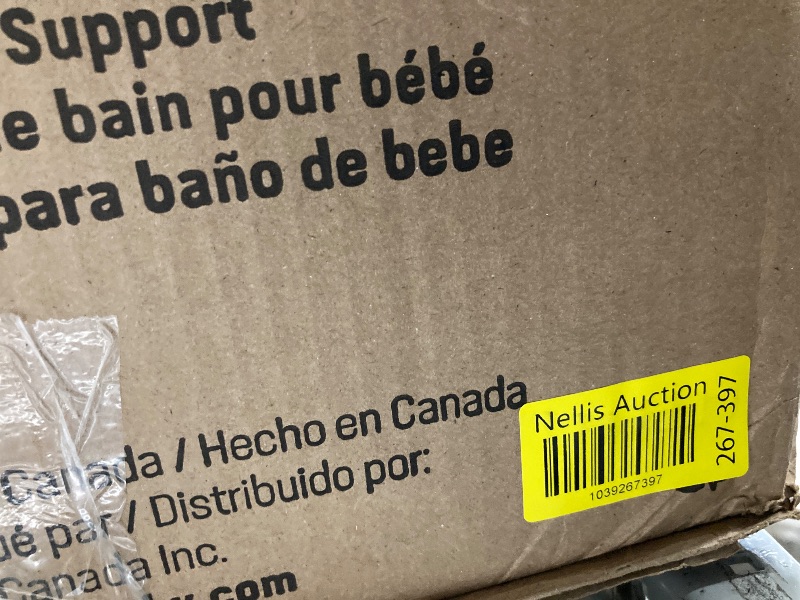 Support
e bain pour bébé
para baño de bebe
Canada / Hecho en Canada
ué par / Distribuido por:
Canada Inc.
.com
Nellis Auction
1039267397
267-397